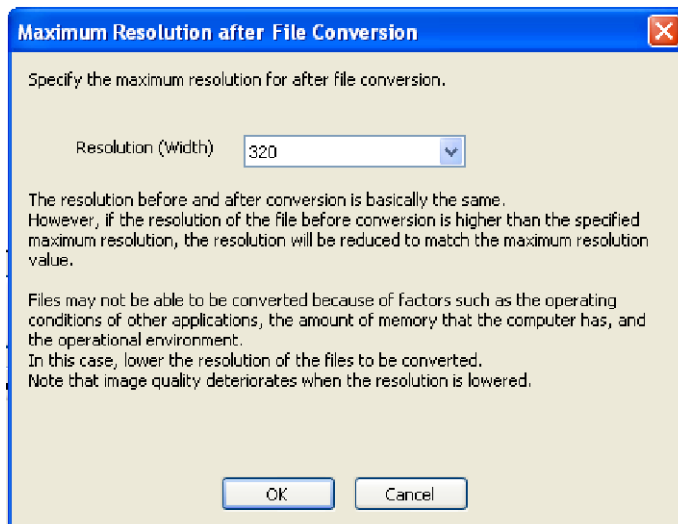 Maximum Resolution after File Conversion
Specify the maximum resolution for after file conversion.
Resolution (Width) 320
The resolution before and after conversion is basically the same.
However, if the resolution of the file before conversion is higher than the specified
maximum resolution, the resolution will be reduced to match the maximum resolution
value.
Files may not be able to be converted because of factors such as the operating
conditions of other applications, the amount of memory that the computer has, and
the operational environment.
In this case, lower the resolution of the files to be converted.
Note that image quality deteriorates when the resolution is lowered.
OK Cancel